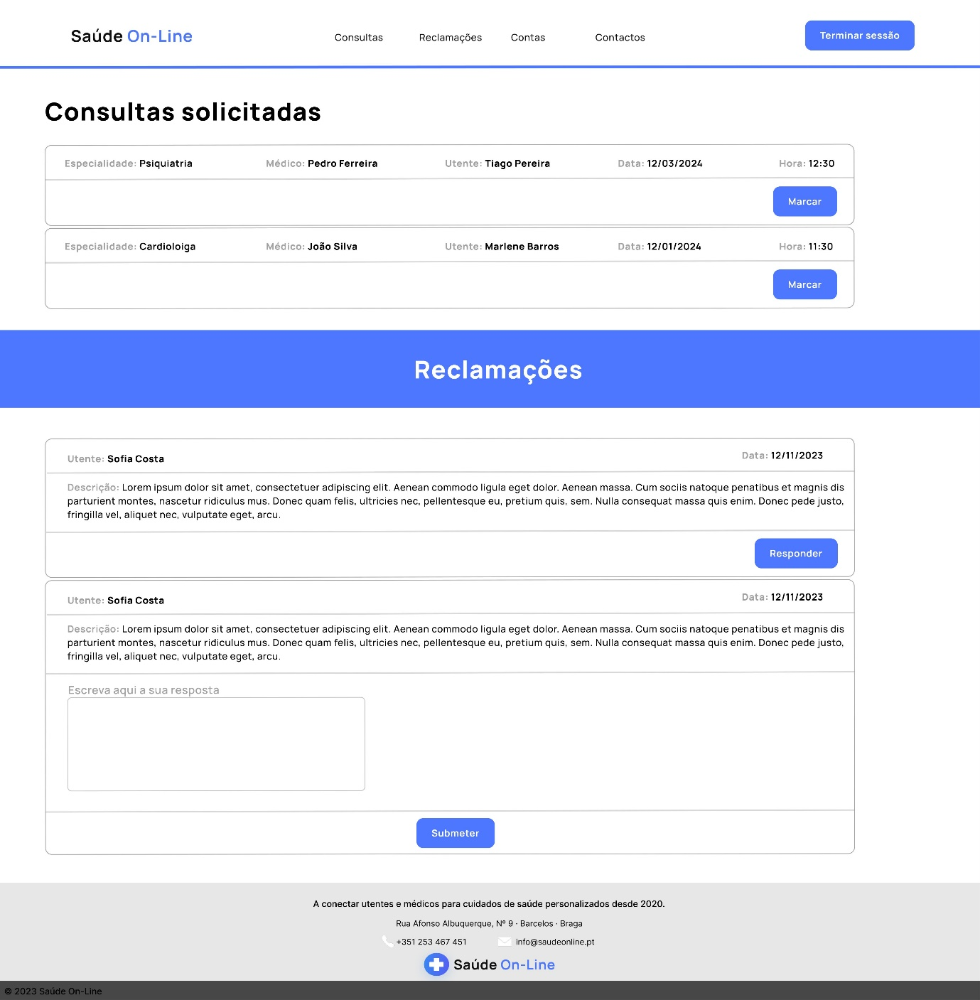 Saúde On-Line
Consultas Reclamações Contas Contactos
Terminar sessão
Consultas solicitadas
Especialidade: Psiquiatria Médico: Pedro Ferreira Utente: Tiago Pereira Data: 12/03/2024 Hora: 12:30
Marcar
Especialidade: Cardioloiga Médico: João Silva Utente: Marlene Barros Data: 12/01/2024 Hora: 11:30
Marcar
Reclamações
Utente: Sofia Costa Data: 12/11/2023
Descrição: Lorem ipsum dolor sit amet, consectetuer adipiscing elit. Aenean commodo ligula eget dolor. Aenean massa. Cum sociis natoque penatibus et magnis dis
parturient montes, nascetur ridiculus mus. Donec quam felis, ultricies nec, pellentesque eu, pretium quis, sem. Nulla consequat massa quis enim. Donec pede justo,
fringilla vel, aliquet nec, vulputate eget, arcu.
Responder
Utente: Sofia Costa Data: 12/11/2023
Descrição: Lorem ipsum dolor sit amet, consectetuer adipiscing elit. Aenean commodo ligula eget dolor. Aenean massa. Cum sociis natoque penatibus et magnis dis
parturient montes, nascetur ridiculus mus. Donec quam felis, ultricies nec, pellentesque eu, pretium quis, sem. Nulla consequat massa quis enim. Donec pede justo,
fringilla vel, aliquet nec, vulputate eget, arcu.
Escreva aqui a sua resposta
Submeter
A conectar utentes e médicos para cuidados de saúde personalizados desde 2020.
Rua Afonso Albuquerque, Nº 9 · Barcelos · Braga
+351 253 467 451 info@saudeonline.pt
Saúde On-Line
© 2023 Saúde On-Line